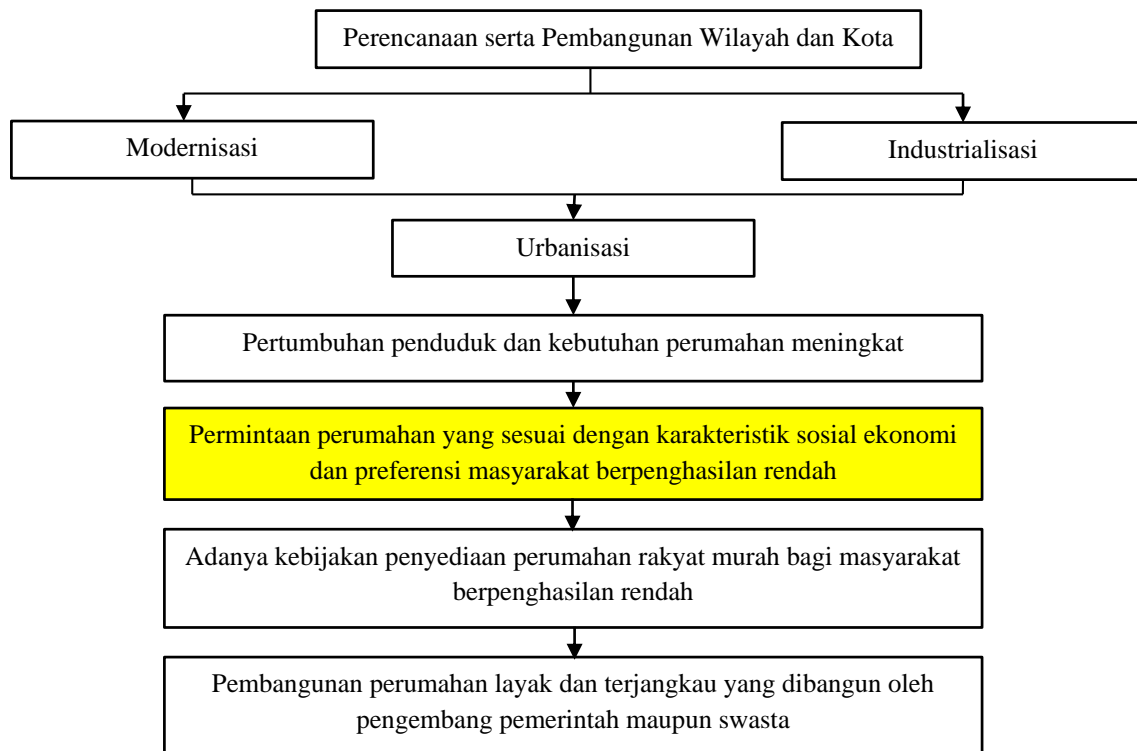 Perencanaan serta Pembangunan Wilayah dan Kota
Modernisasi
Industrialisasi
Urbanisasi
Pertumbuhan penduduk dan kebutuhan perumahan meningkat
Permintaan perumahan yang sesuai dengan karakteristik sosial ekonomi
dan preferensi masyarakat berpenghasilan rendah
Adanya kebijakan penyediaan perumahan rakyat murah bagi masyarakat
berpenghasilan rendah
Pembangunan perumahan layak dan terjangkau yang dibangun oleh
pengembang pemerintah maupun swasta